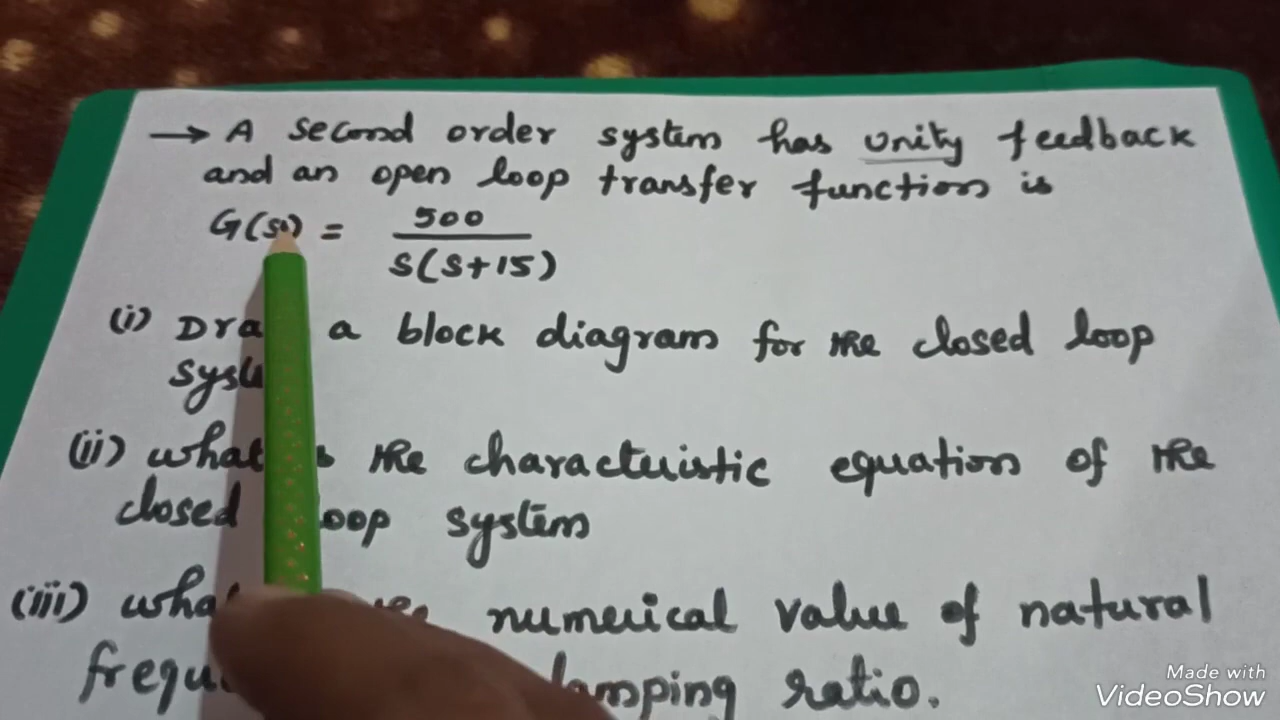 → A second order system has unity feedback
and an open loop transfer function is
G(s) = 500 / s(s+15)
(i) Dra a block diagram for the closed loop
syst
(ii) what the characteristic equation of the
closed loop system
(iii) wha numerical value of natural
frequ damping ratio.
Made with
VideoShow